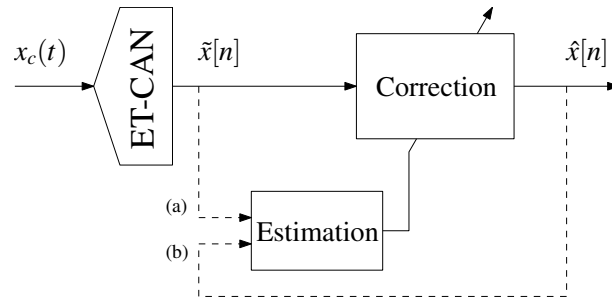 x_c(t)
ET-CAN
x̃[n]
Correction
x̂[n]
(a)
(b)
Estimation